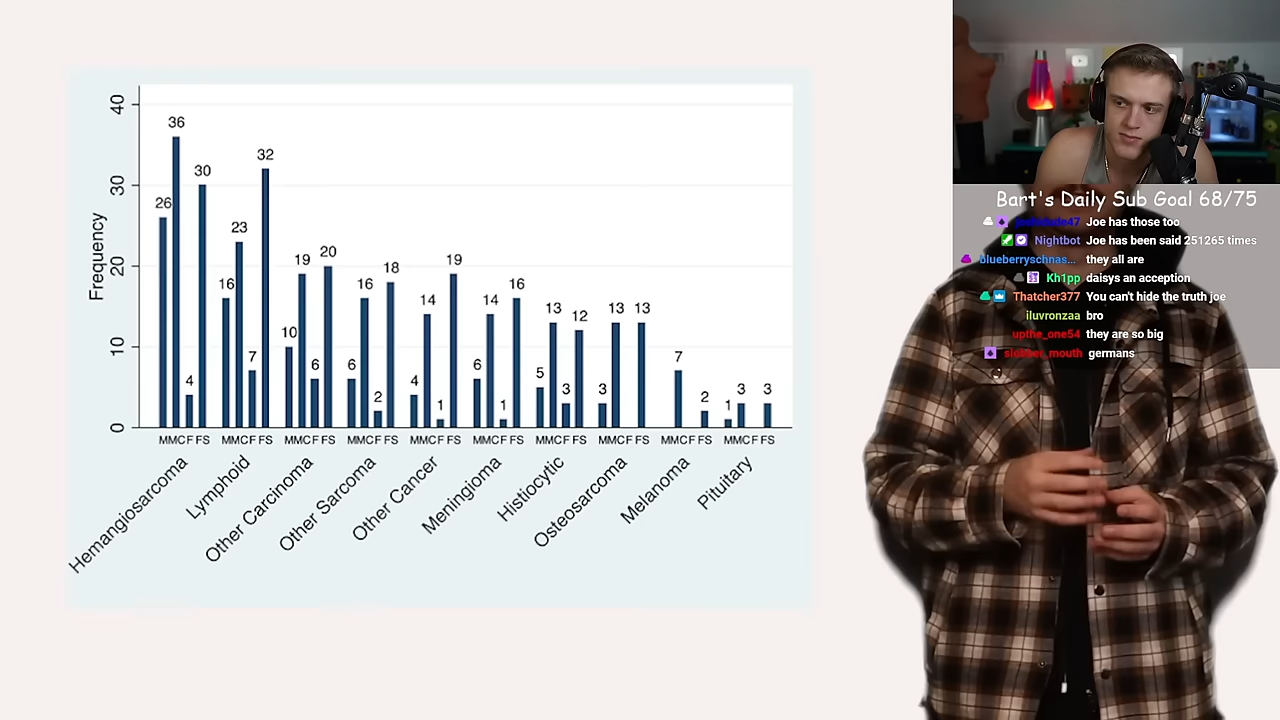 40
30
20
10
0
Frequency
26 36 4 30
16 23 7 32
10 19 6 20
6 16 2 18
4 14 1 19
6 14 1 16
5 13 3 12
3 13 13
7 2
1 3 3
MMCF FS MMCF FS MMCF FS MMCF FS MMCF FS MMCF FS MMCF FS MMCF FS MMCF FS MMCF FS
Hemangiosarcoma
Lymphoid
Other Carcinoma
Other Sarcoma
Other Cancer
Meningioma
Histiocytic
Osteosarcoma
Melanoma
Pituitary
Bart's Daily Sub Goal 68/75
Joe has those too
Nightbot Joe has been said 251265 times
blueberryschnas... they all are
Kh1pp daisys an acception
Thatcher377 You can't hide the truth joe
iluvronzaa bro
upthe_one54 they are so big
slobber_mouth germans